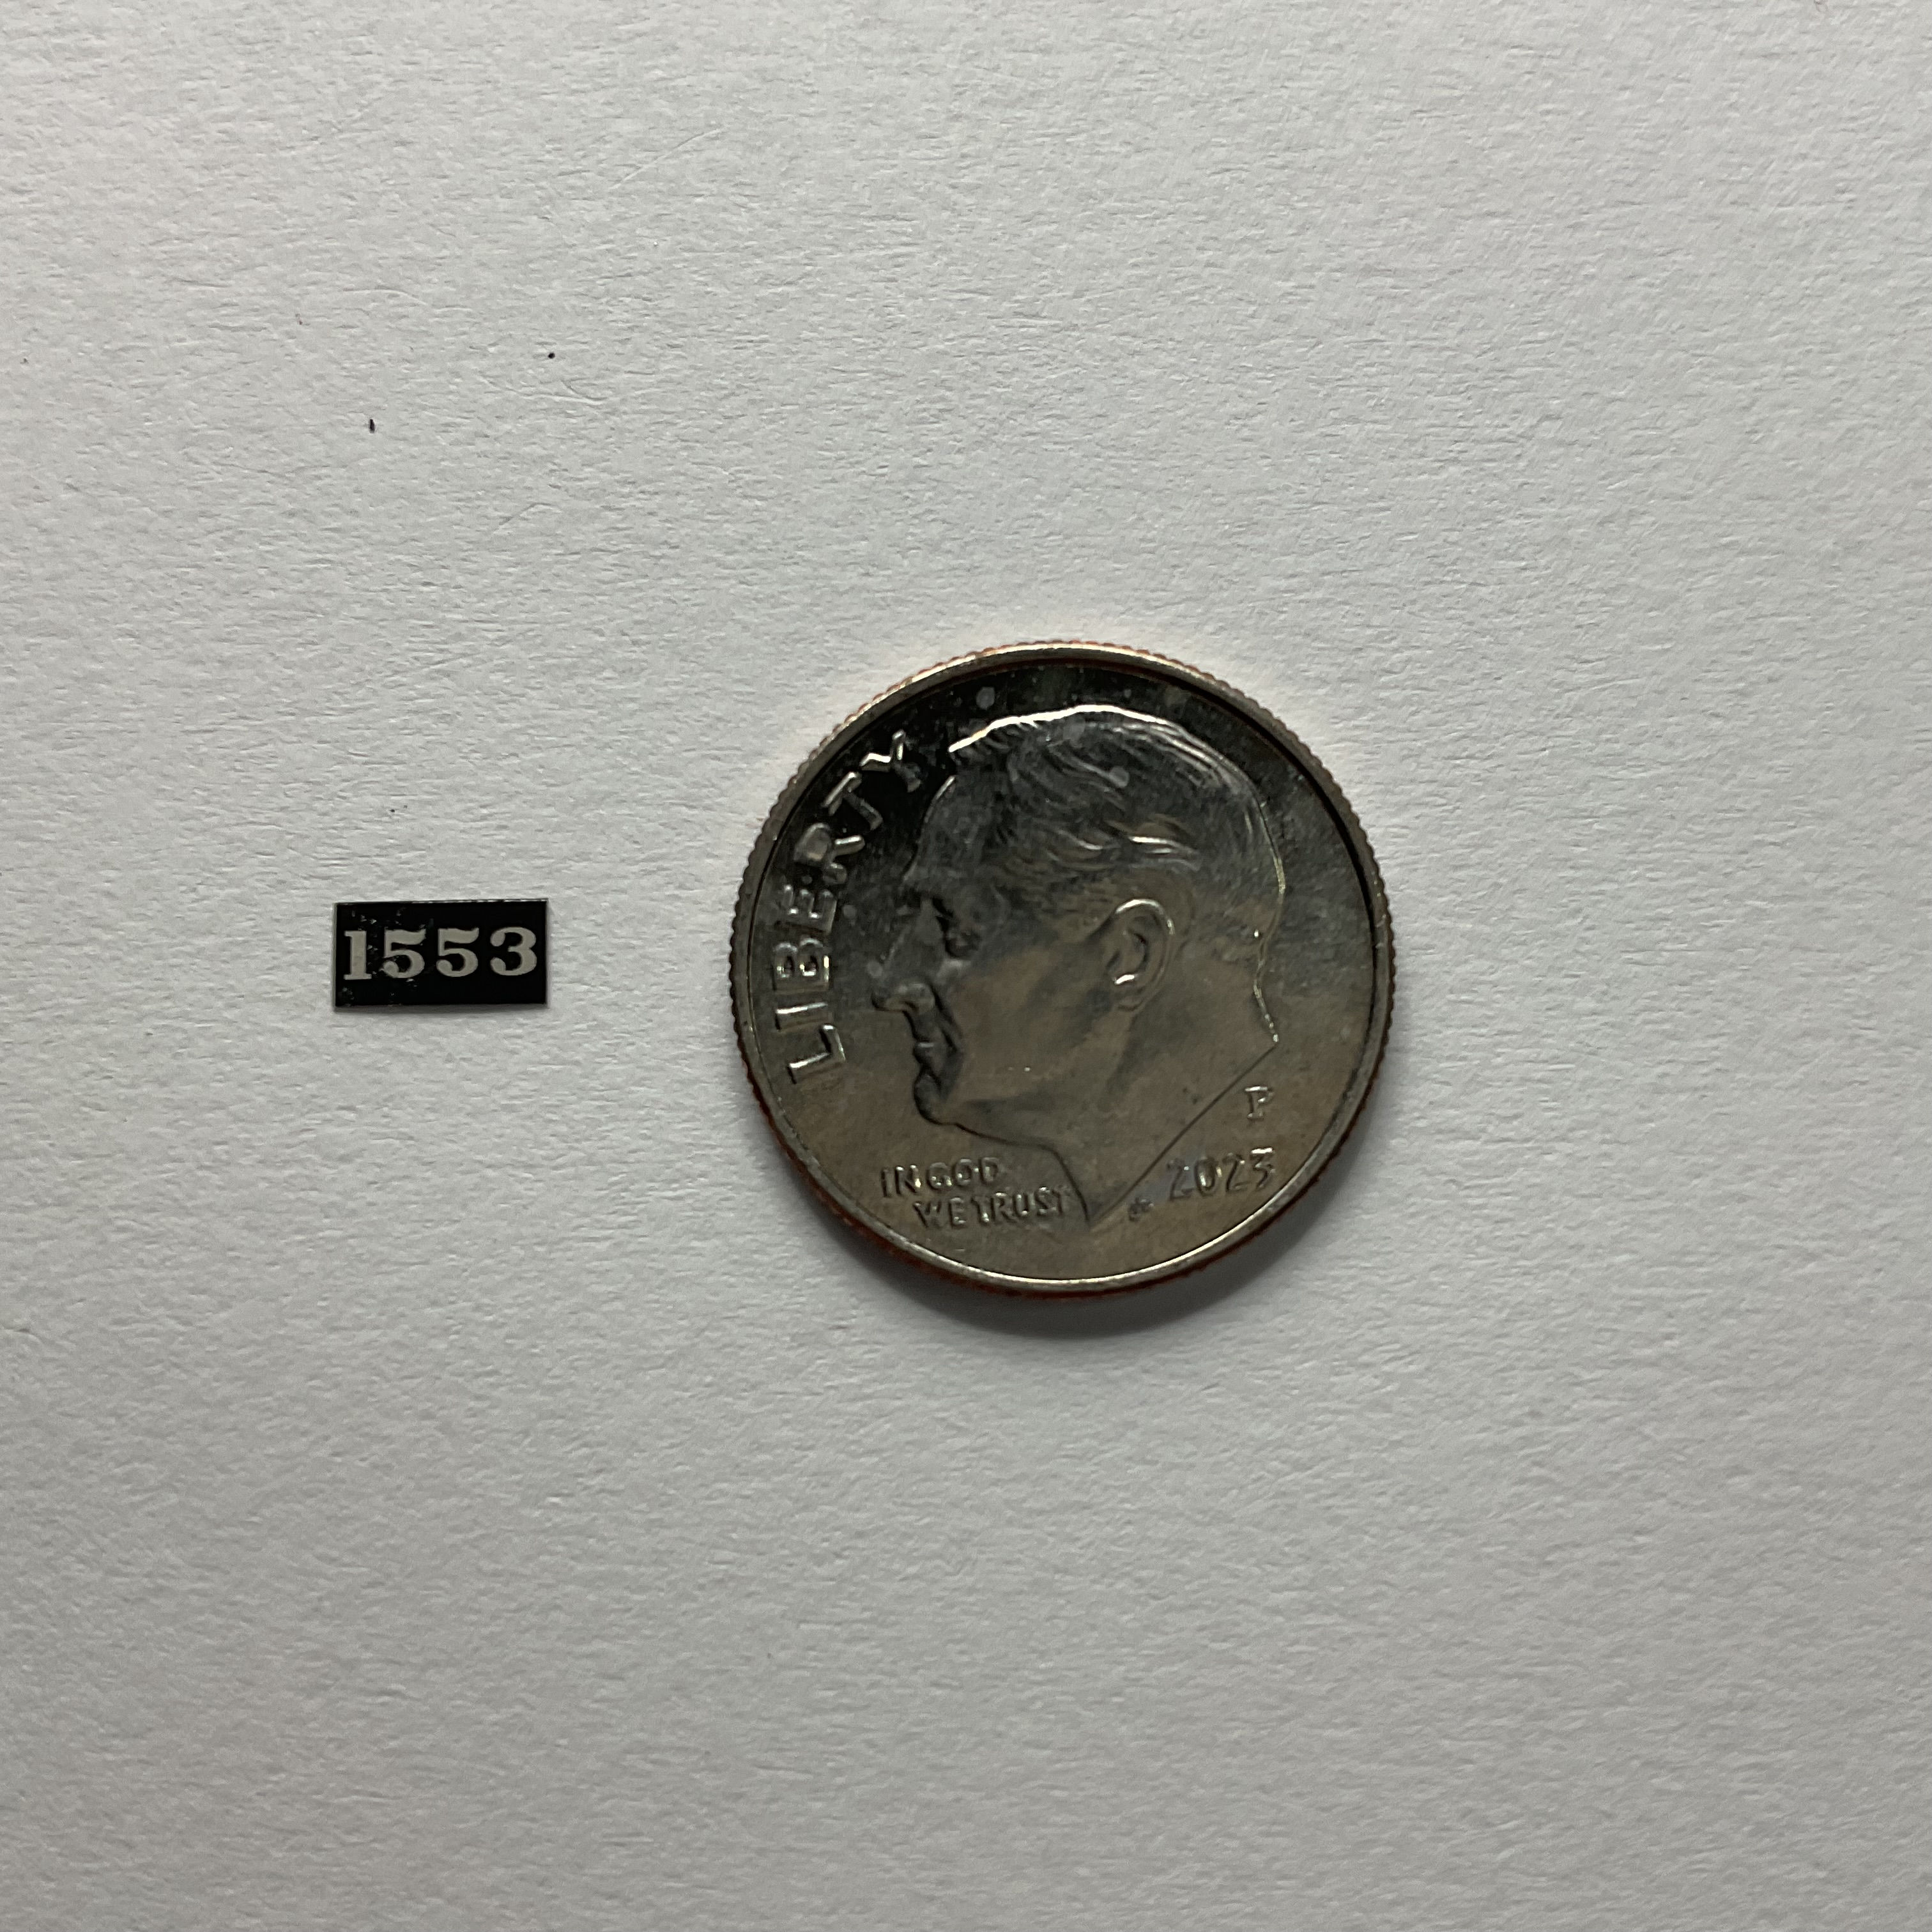 1553
LIBERTY
IN GOD
WE TRUST
P
2023